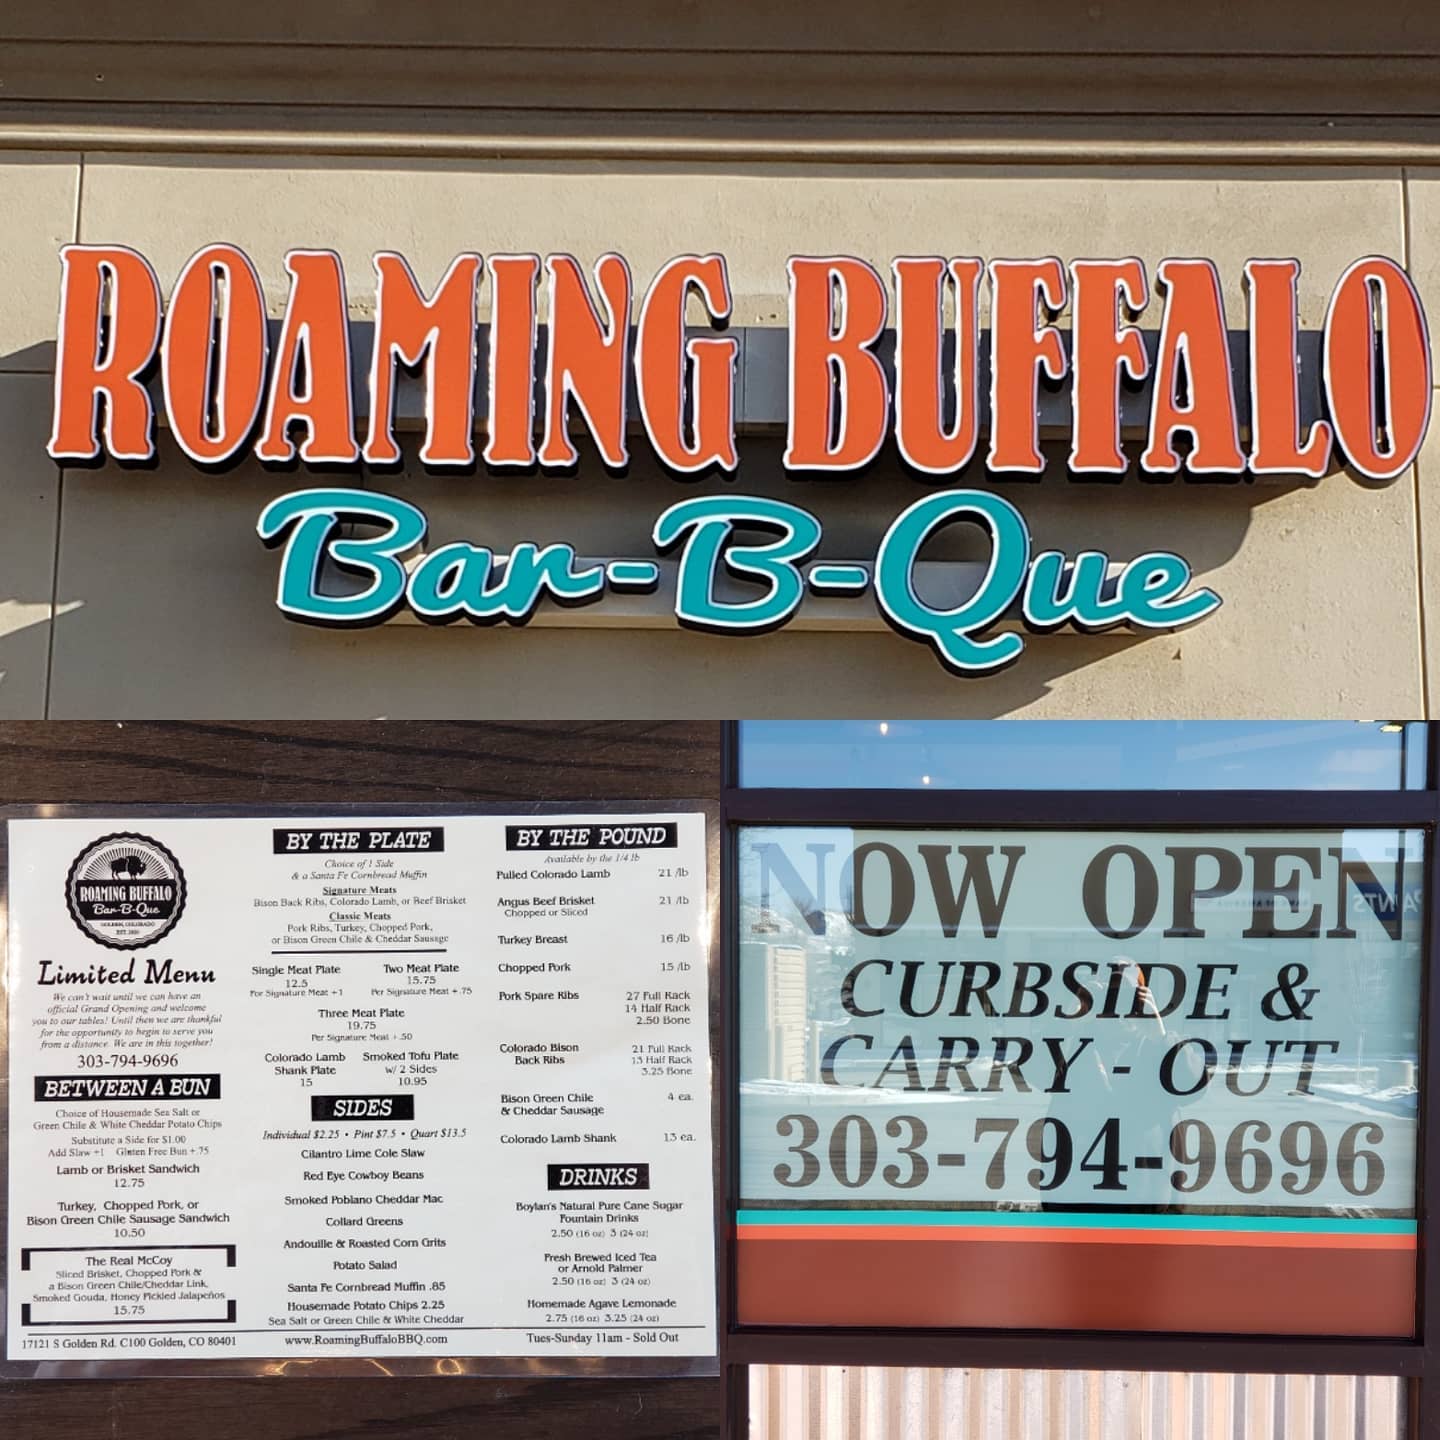 ROAMING BUFFALO
Bar-B-Que
ROAMING BUFFALO
Bar-B-Que
GOLDEN, COLORADO
Limited Menu
We can't wait until we can have an
official Grand Opening and welcome
you to our tables! Until then we are thankful
for the opportunity to begin to serve you
from a distance. We are in this together!
303-794-9696
BETWEEN A BUN
Choice of Housemade Sea Salt or
Green Chile & White Cheddar Potato Chips
Substitute a Side for $1.00
Add Slaw +1 Gluten Free Bun +.75
Lamb or Brisket Sandwich
12.75
Turkey, Chopped Pork, or
Bison Green Chile Sausage Sandwich
10.50
The Real McCoy
Sliced Brisket, Chopped Pork &
a Bison Green Chile/Cheddar Link,
Smoked Gouda, Honey Pickled Jalapeños
15.75
BY THE PLATE
Choice of 1 Side
& a Santa Fe Cornbread Muffin
Signature Meats
Bison Back Ribs, Colorado Lamb, or Beef Brisket
Classic Meats
Pork Ribs, Turkey, Chopped Pork,
or Bison Green Chile & Cheddar Sausage
Single Meat Plate
12.5
Per Signature Meat +1
Two Meat Plate
15.75
Per Signature Meat +.75
Three Meat Plate
19.75
Per Signature Meat +.50
Colorado Lamb
Shank Plate
15
Smoked Tofu Plate
w/ 2 Sides
10.95
SIDES
Individual $2.25 • Pint $7.5 • Quart $13.5
Cilantro Lime Cole Slaw
Red Eye Cowboy Beans
Smoked Poblano Cheddar Mac
Collard Greens
Andouille & Roasted Corn Grits
Potato Salad
Santa Fe Cornbread Muffin .85
Housemade Potato Chips 2.25
Sea Salt or Green Chile & White Cheddar
BY THE POUND
Available by the 1/4 lb
Pulled Colorado Lamb 21 /lb
Angus Beef Brisket 21 /lb
Chopped or Sliced
Turkey Breast 16 /lb
Chopped Pork 15 /lb
Pork Spare Ribs 27 Full Rack
14 Half Rack
2.50 Bone
Colorado Bison 21 Full Rack
Back Ribs 13 Half Rack
3.25 Bone
Bison Green Chile 4 ea.
& Cheddar Sausage
Colorado Lamb Shank 13 ea.
DRINKS
Boylan's Natural Pure Cane Sugar
Fountain Drinks
2.50 (16 oz) 3 (24 oz)
Fresh Brewed Iced Tea
or Arnold Palmer
2.50 (16 oz) 3 (24 oz)
Homemade Agave Lemonade
2.75 (16 oz) 3.25 (24 oz)
17121 S Golden Rd. C100 Golden, CO 80401
www.RoamingBuffaloBBQ.com
Tues-Sunday 11am - Sold Out
NOW OPEN
CURBSIDE &
CARRY - OUT
303-794-9696